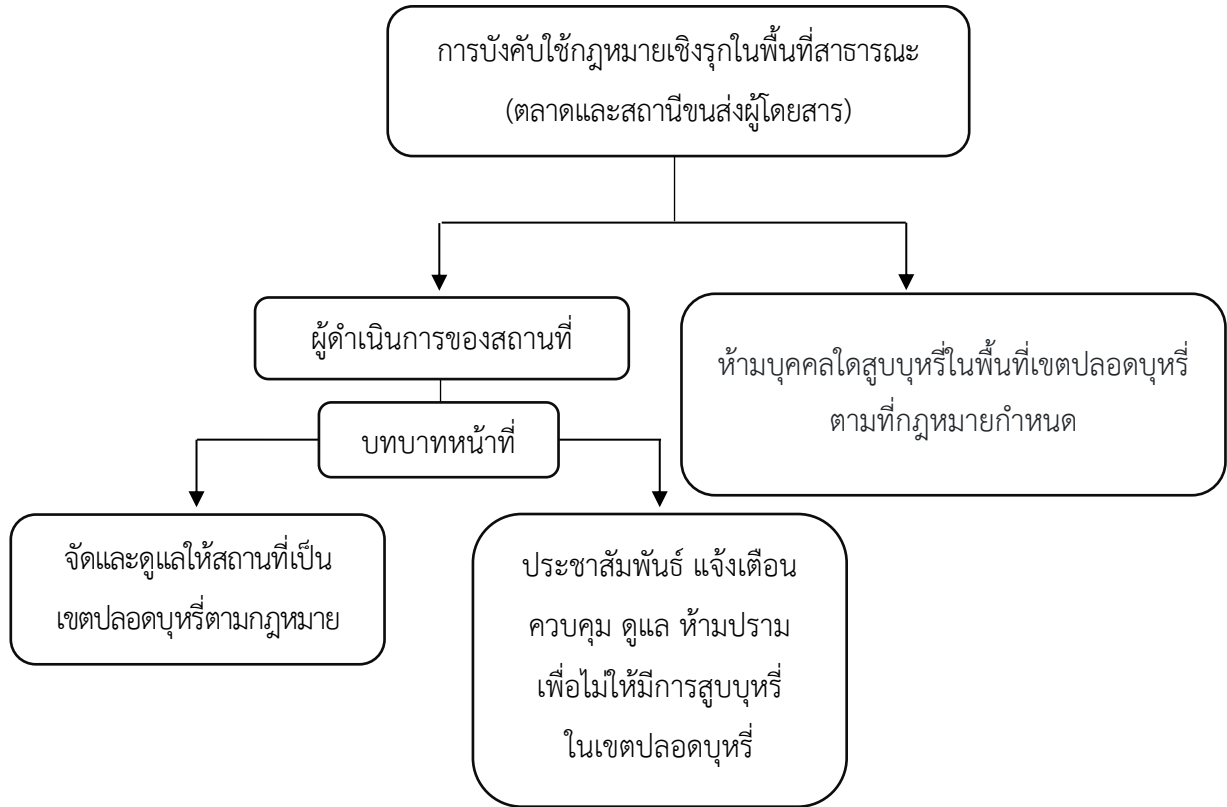 การบังคับใช้กฎหมายเชิงรุกในพื้นที่สาธารณะ
(ตลาดและสถานีขนส่งผู้โดยสาร)
ผู้ดำเนินการของสถานที่
ห้ามบุคคลใดสูบบุหรี่ในพื้นที่เขตปลอดบุหรี่
ตามที่กฎหมายกำหนด
บทบาทหน้าที่
จัดและดูแลให้สถานที่เป็น
เขตปลอดบุหรี่ตามกฎหมาย
ประชาสัมพันธ์ แจ้งเตือน
ควบคุม ดูแล ห้ามปราม
เพื่อไม่ให้มีการสูบบุหรี่
ในเขตปลอดบุหรี่